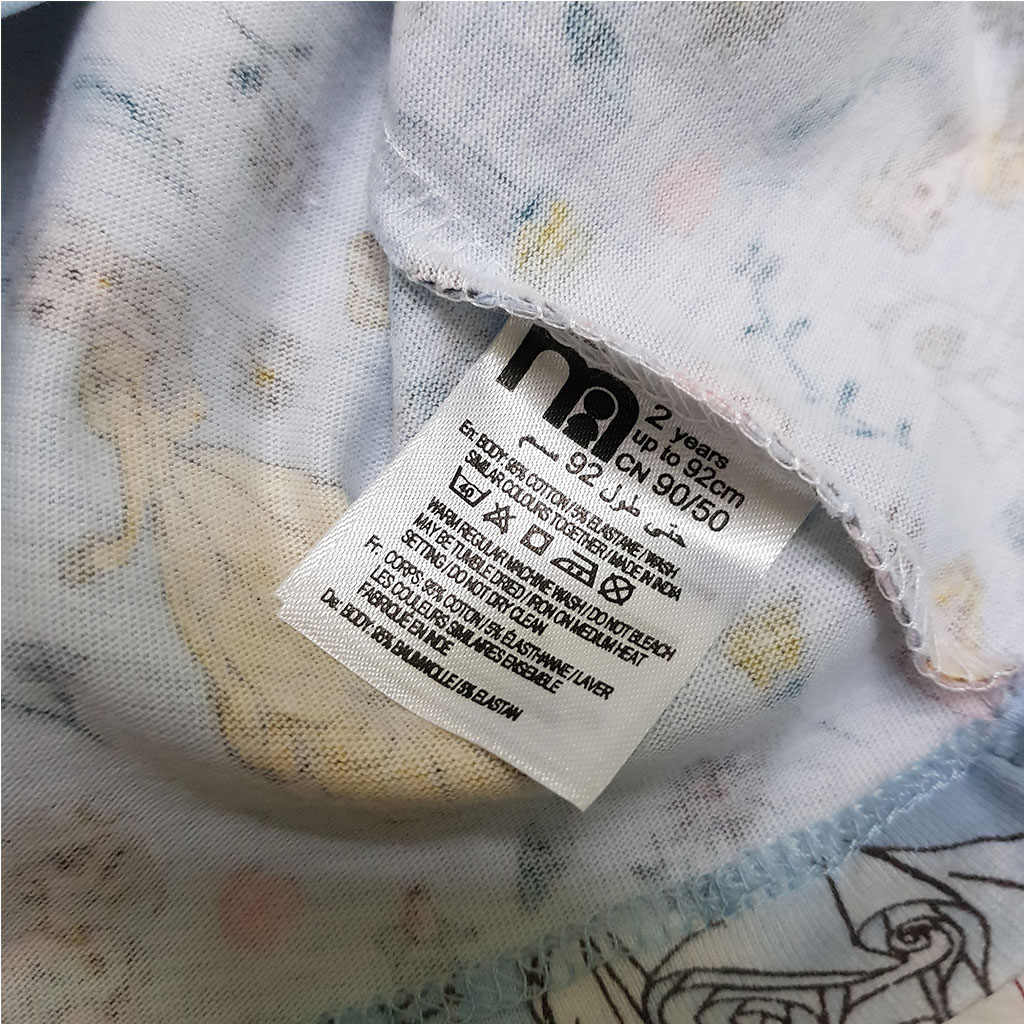 m
2 years
up to 92cm
CN 90/50
حتى طول 92 سم
En: BODY: 95% COTTON / 5% ELASTANE / WASH
SIMILAR COLOURS TOGETHER / MADE IN INDIA
40
WARM REGULAR MACHINE WASH / DO NOT BLEACH
MAY BE TUMBLE DRIED / IRON ON MEDIUM HEAT
SETTING / DO NOT DRY CLEAN
Fr: CORPS: 95% COTON / 5% ÉLASTHANNE / LAVER
LES COULEURS SIMILAIRES ENSEMBLE
FABRIQUE EN INDE
De: BODY: 95% BAUMWOLLE / 5% ELASTAN